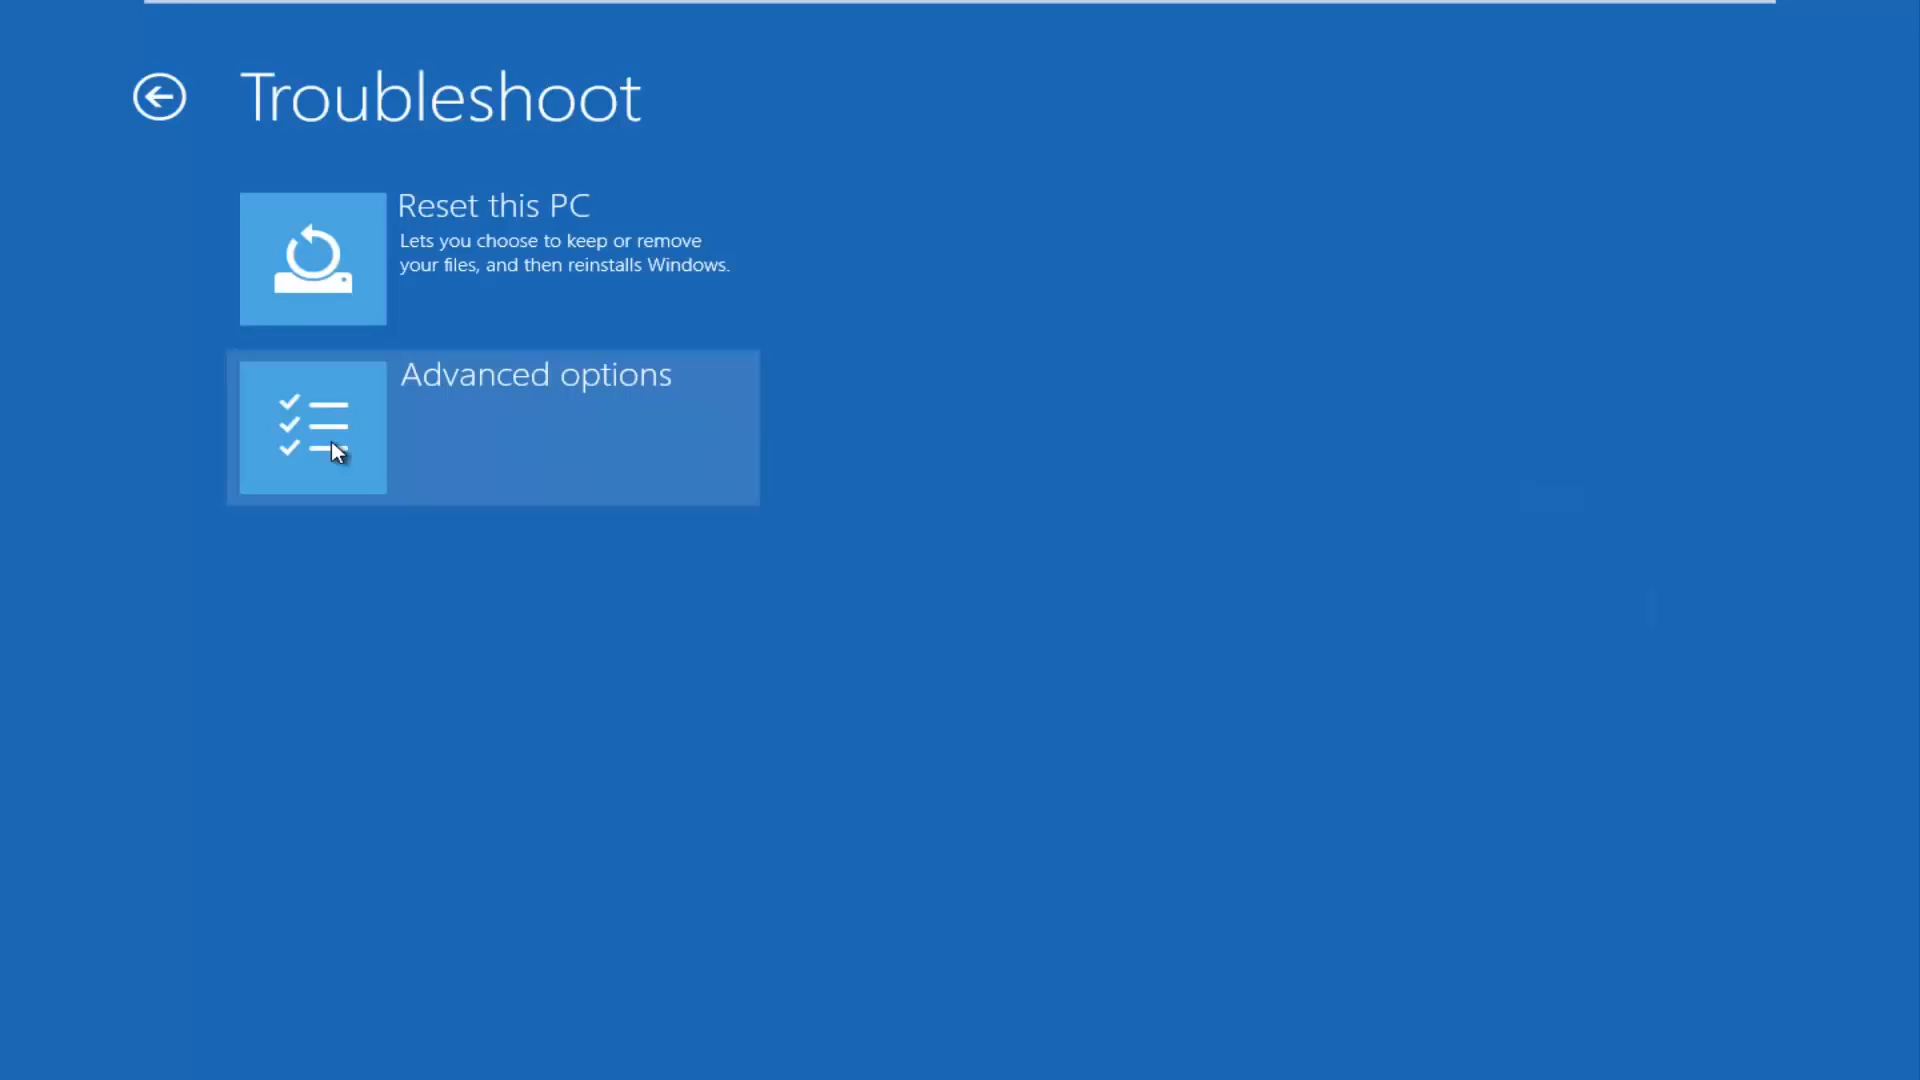 Troubleshoot
Reset this PC
Lets you choose to keep or remove
your files, and then reinstalls Windows.
Advanced options